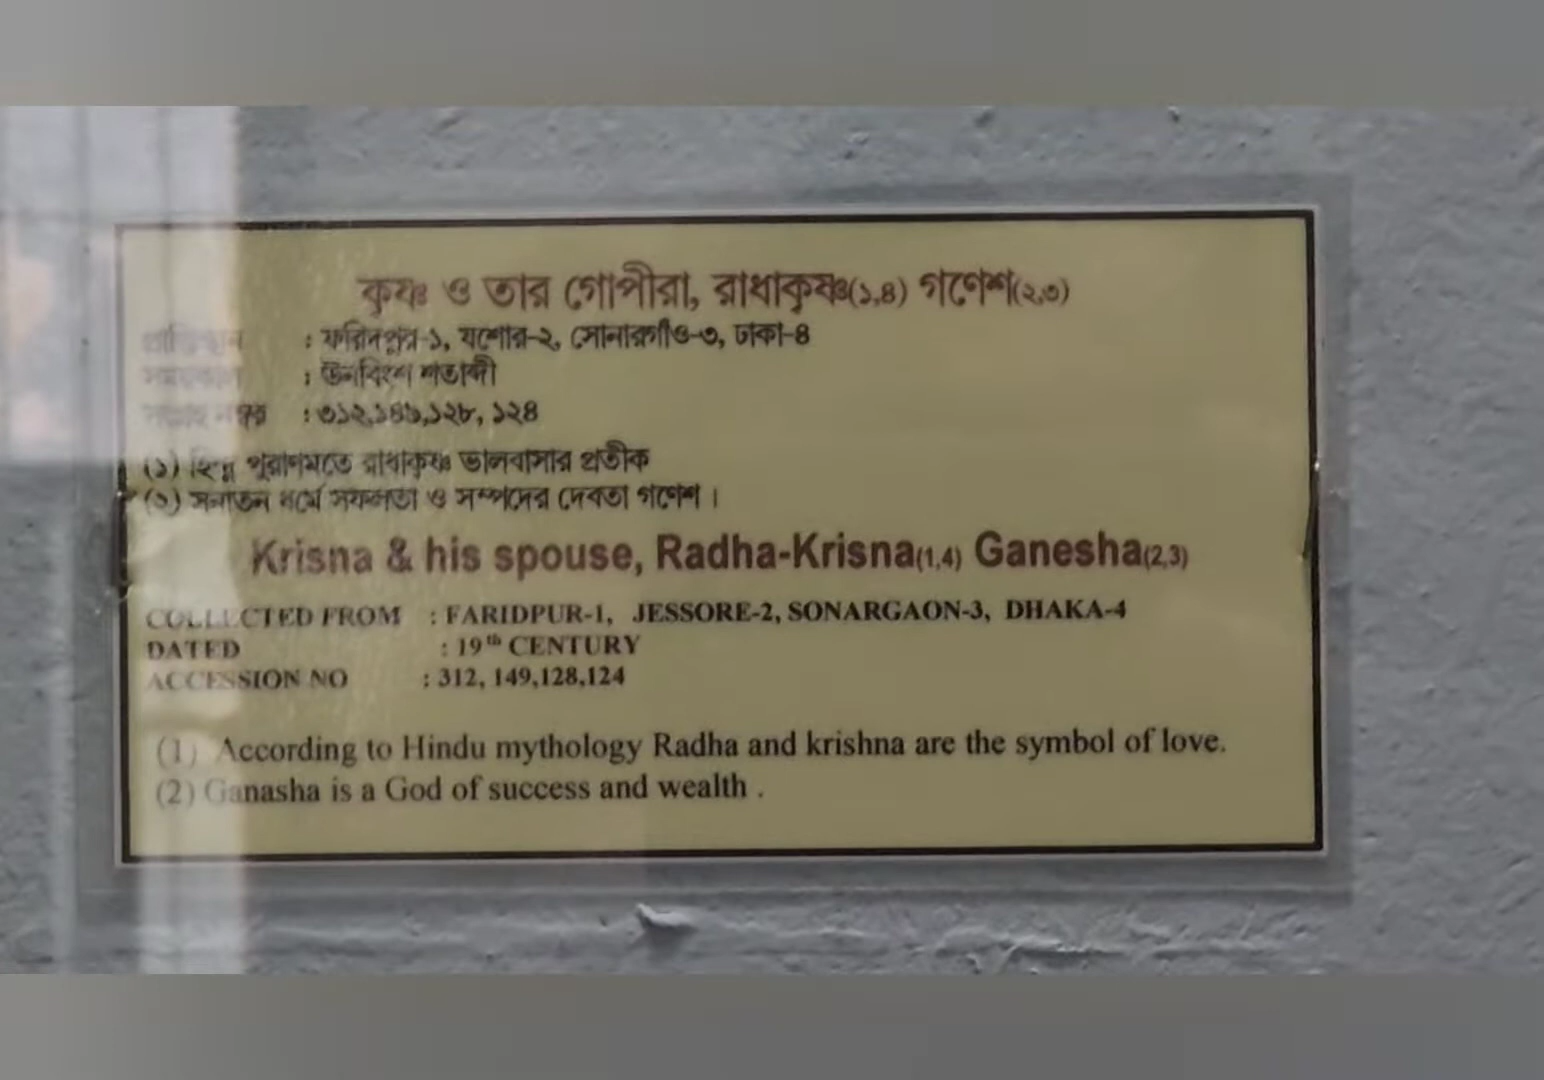 কৃষ্ণ ও তার গোপীরা, রাধাকৃষ্ণ(১,৪) গণেশ(২,৩)
প্রাপ্তিস্থান : ফরিদপুর-১, যশোর-২, সোনারগাঁও-৩, ঢাকা-৪
সময়কাল : ঊনবিংশ শতাব্দী
সংগ্রহ নম্বর : ৩১২,১৪৯,১২৮, ১২৪
(১) হিন্দু পুরাণমতে রাধাকৃষ্ণ ভালবাসার প্রতীক
(২) সনাতন ধর্মে সফলতা ও সম্পদের দেবতা গণেশ।
Krisna & his spouse, Radha-Krisna(1,4) Ganesha(2,3)
COLLECTED FROM : FARIDPUR-1, JESSORE-2, SONARGAON-3, DHAKA-4
DATED : 19th CENTURY
ACCESSION NO : 312, 149,128,124
(1) According to Hindu mythology Radha and krishna are the symbol of love.
(2) Ganasha is a God of success and wealth .